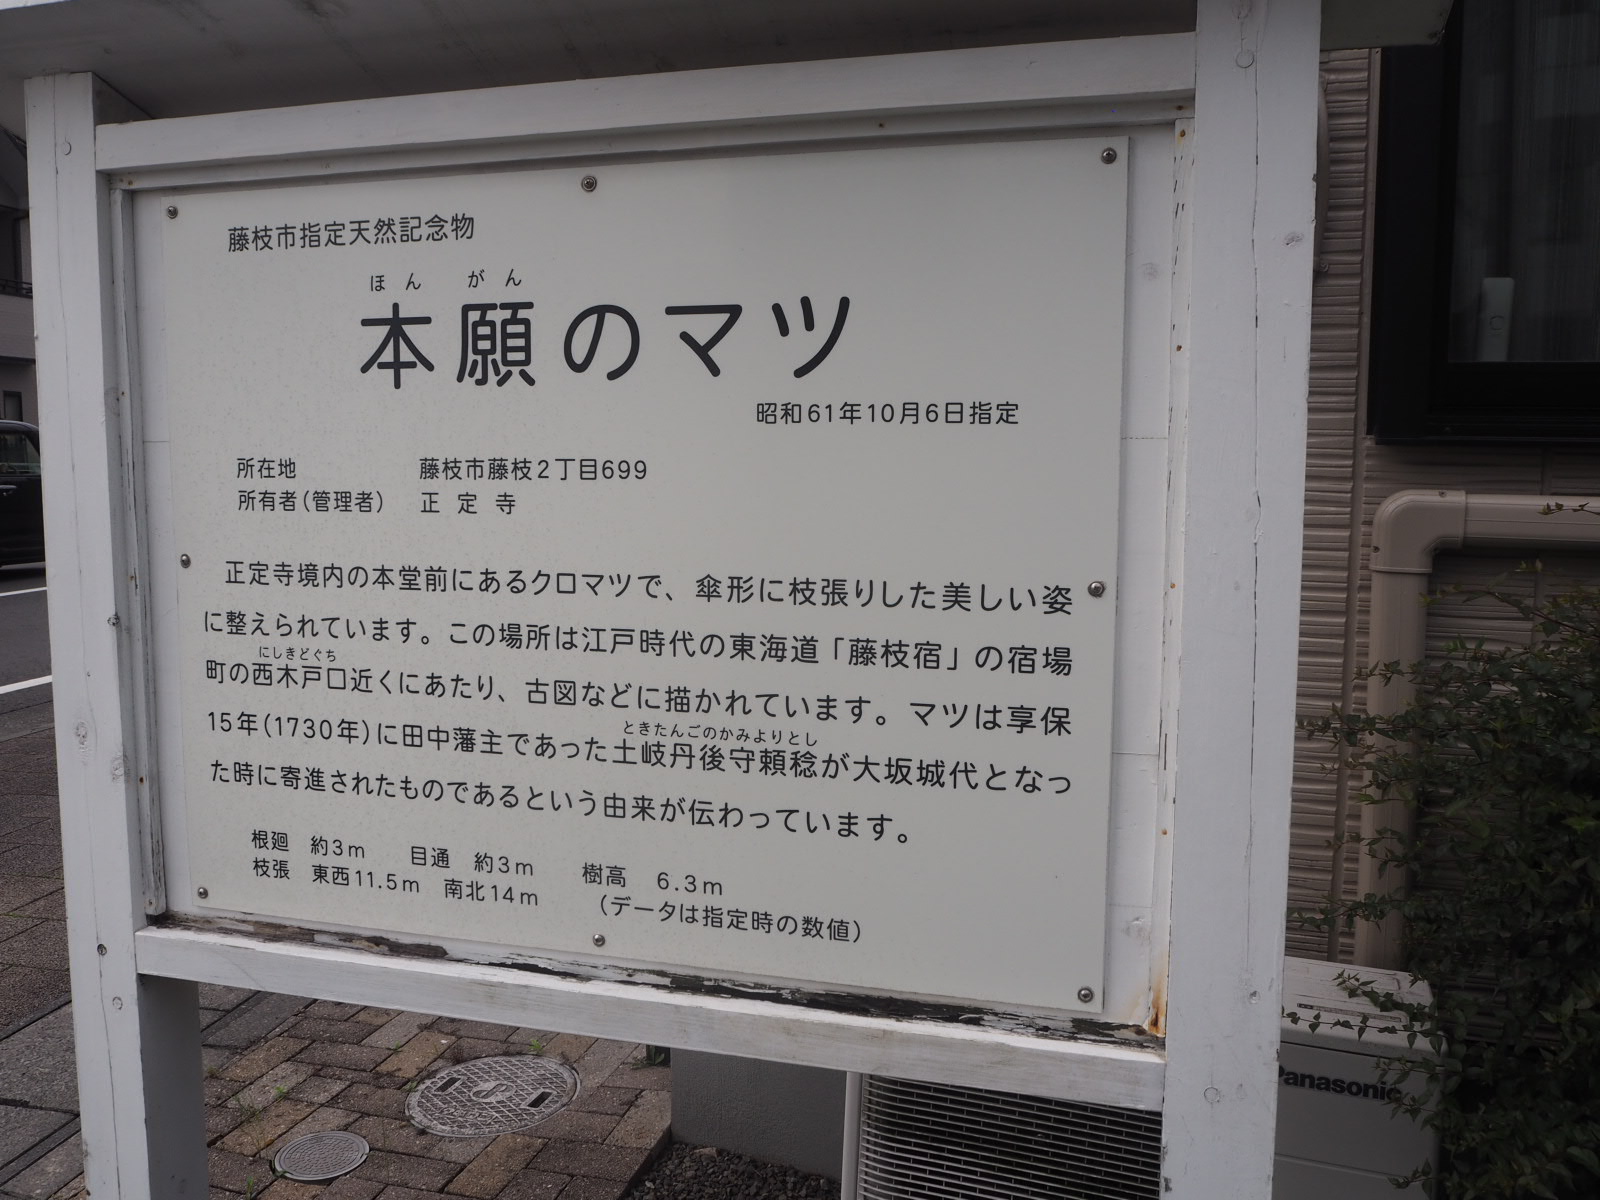 藤枝市指定天然記念物
ほん がん
本願のマツ
昭和61年10月6日指定
所在地 藤枝市藤枝2丁目699
所有者(管理者) 正定寺
正定寺境内の本堂前にあるクロマツで、傘形に枝張りした美しい姿
に整えられています。この場所は江戸時代の東海道「藤枝宿」の宿場
にしきどぐち
町の西木戸口近くにあたり、古図などに描かれています。マツは享保
ときたんごのかみよりとし
15年(1730年)に田中藩主であった土岐丹後守頼稔が大坂城代となっ
た時に寄進されたものであるという由来が伝わっています。
根廻 約3m 目通 約3m 樹高 6.3m
枝張 東西11.5m 南北14m (データは指定時の数値)
Panasonic